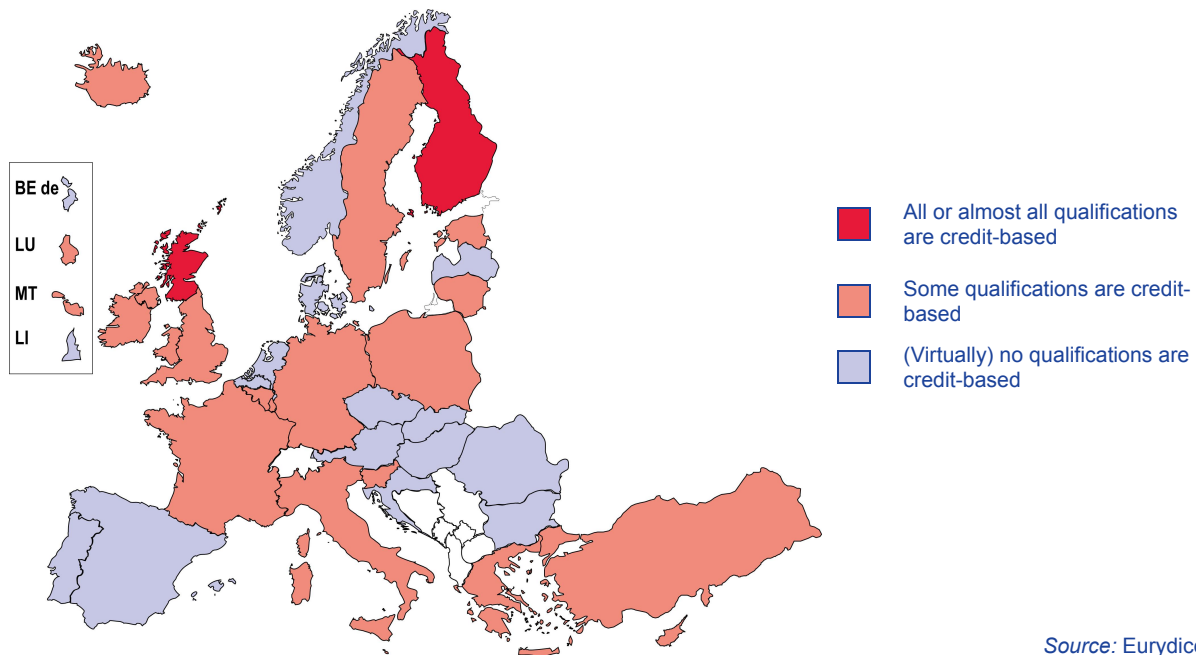 BE de
LU
MT
LI
All or almost all qualifications
are credit-based
Some qualifications are credit-
based
(Virtually) no qualifications are
credit-based
Source: Eurydice